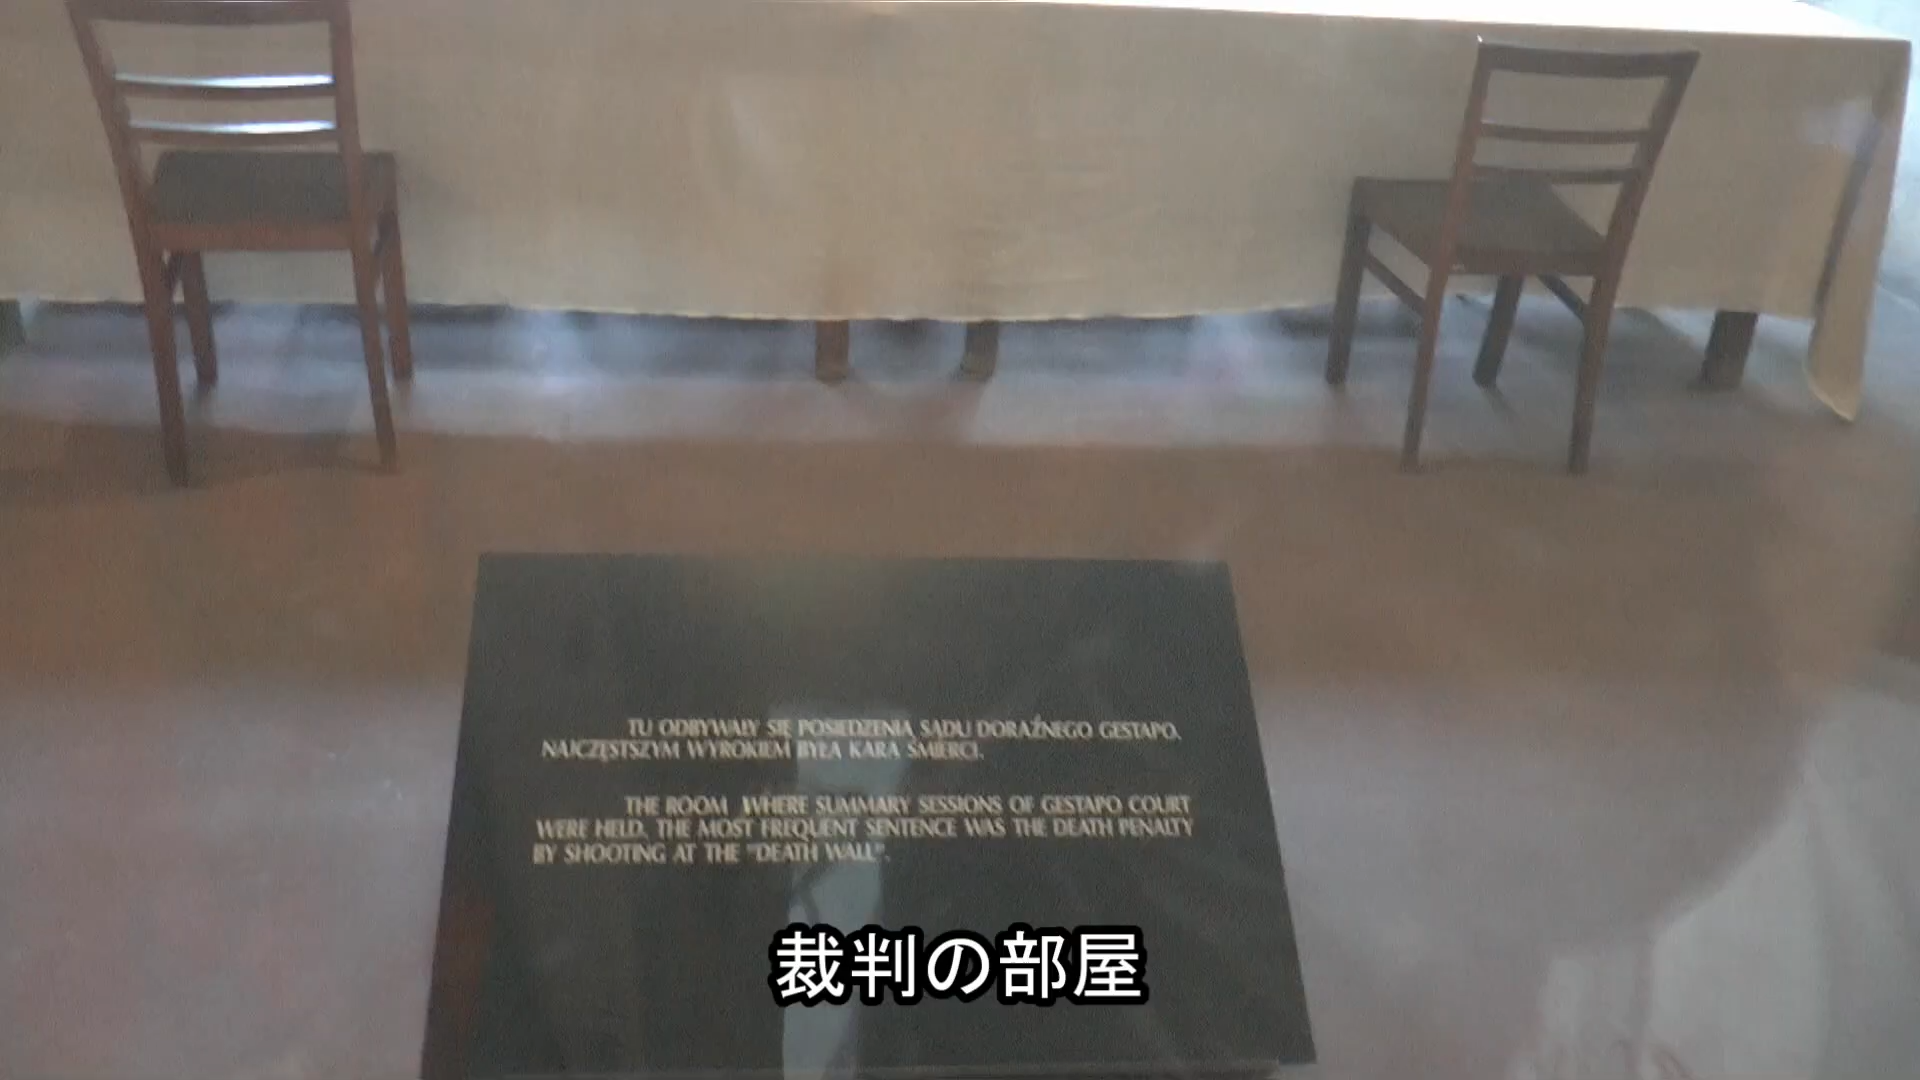 TU ODBYWAŁY SIĘ POSIEDZENIA SĄDU DORAŹNEGO GESTAPO.
NAJCZĘSTSZYM WYROKIEM BYŁA KARA ŚMIERCI.
THE ROOM WHERE SUMMARY SESSIONS OF GESTAPO COURT
WERE HELD. THE MOST FREQUENT SENTENCE WAS THE DEATH PENALTY
BY SHOOTING AT THE "DEATH WALL".
裁判の部屋